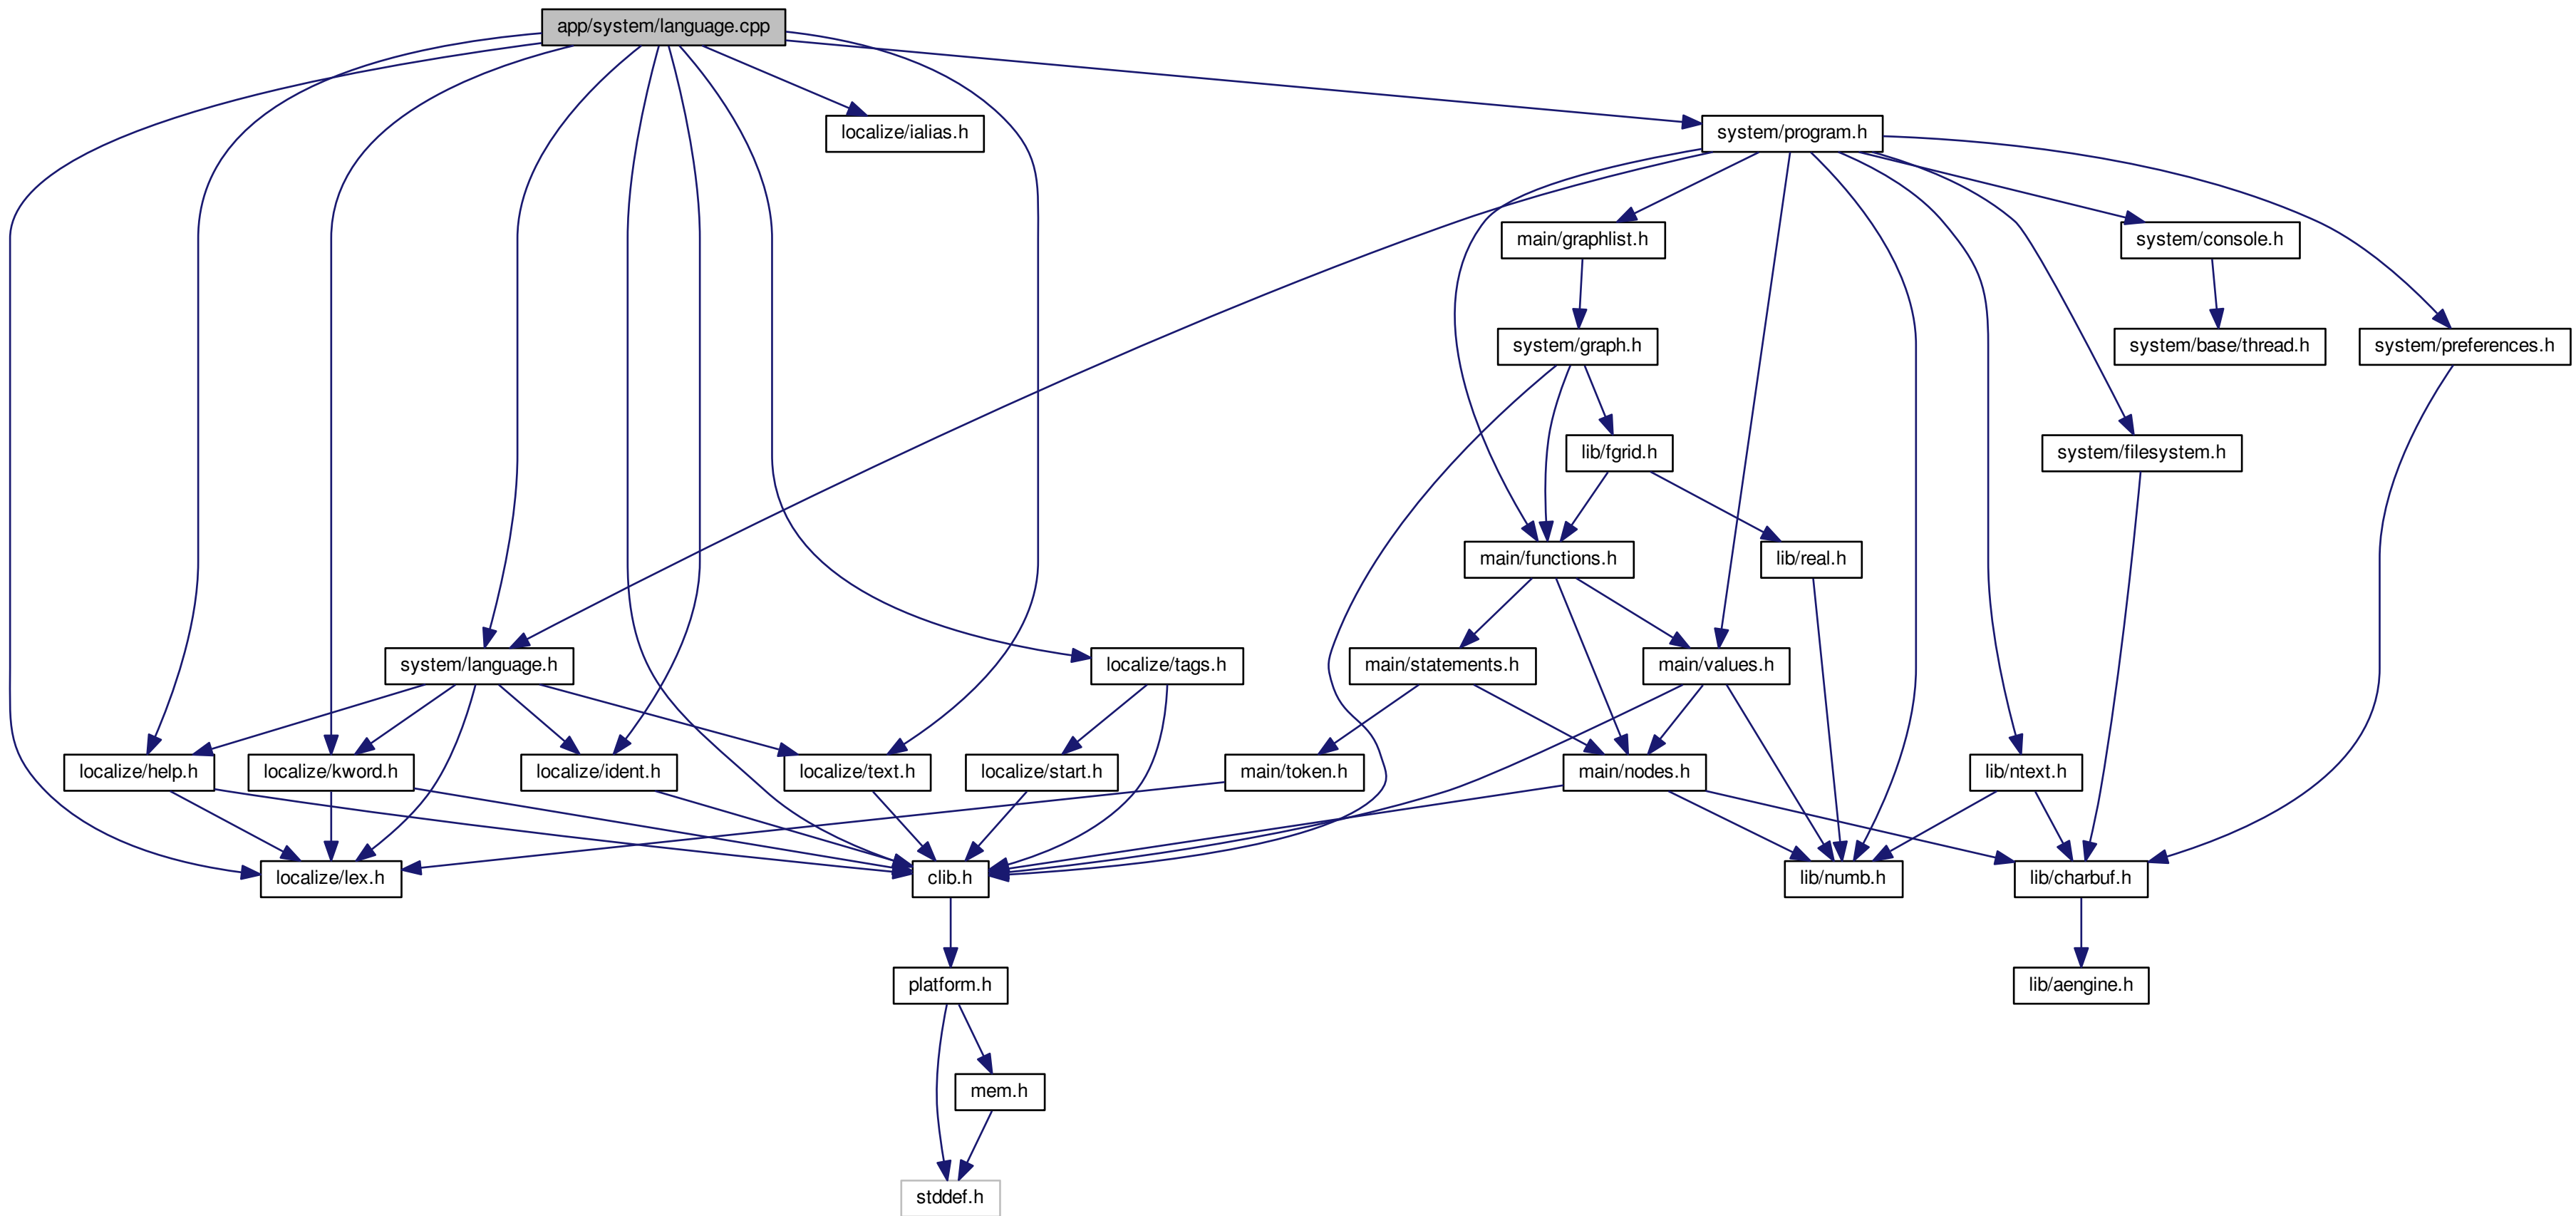 app/system/language.cpp
localize/ialias.h
system/program.h
main/graphlist.h
system/console.h
system/graph.h
system/base/thread.h
system/preferences.h
lib/fgrid.h
system/filesystem.h
main/functions.h
lib/real.h
system/language.h
localize/tags.h
main/statements.h
main/values.h
localize/help.h
localize/kword.h
localize/ident.h
localize/text.h
localize/start.h
main/token.h
main/nodes.h
lib/ntext.h
localize/lex.h
clib.h
lib/numb.h
lib/charbuf.h
platform.h
lib/aengine.h
mem.h
stddef.h